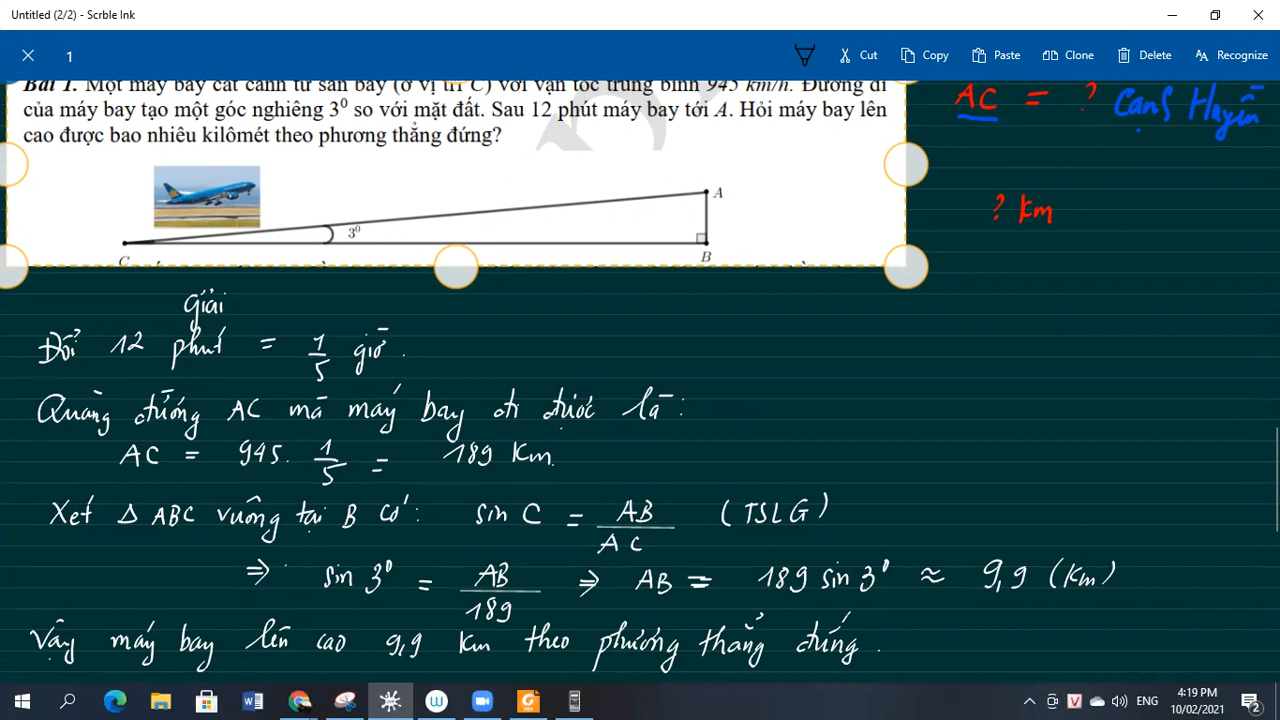 Untitled (2/2) - Scrble Ink
1
Cut
Copy
Paste
Clone
Delete
Recognize
Bài 1. Một máy bay cất cánh từ sân bay (ở vị trí C) với vận tốc trung bình 945 km/h. Đường đi
của máy bay tạo một góc nghiêng 3⁰ so với mặt đất. Sau 12 phút máy bay tới A. Hỏi máy bay lên
cao được bao nhiêu kilômét theo phương thẳng đứng?
AC = ? Cạnh Huyền
? km
A
3⁰
C
B
Giải
Đổi 12 phút = 1/5 giờ.
Quãng đường AC mà máy bay đi được là:
AC = 945. 1/5 = 189 Km.
Xét Δ ABC vuông tại B có: sin C = AB/AC (TSLG)
⇒ sin 3⁰ = AB/189 ⇒ AB = 189 sin 3⁰ ≈ 9,9 (km)
Vậy máy bay lên cao 9,9 km theo phương thẳng đứng.
ENG
4:19 PM
10/02/2021
2